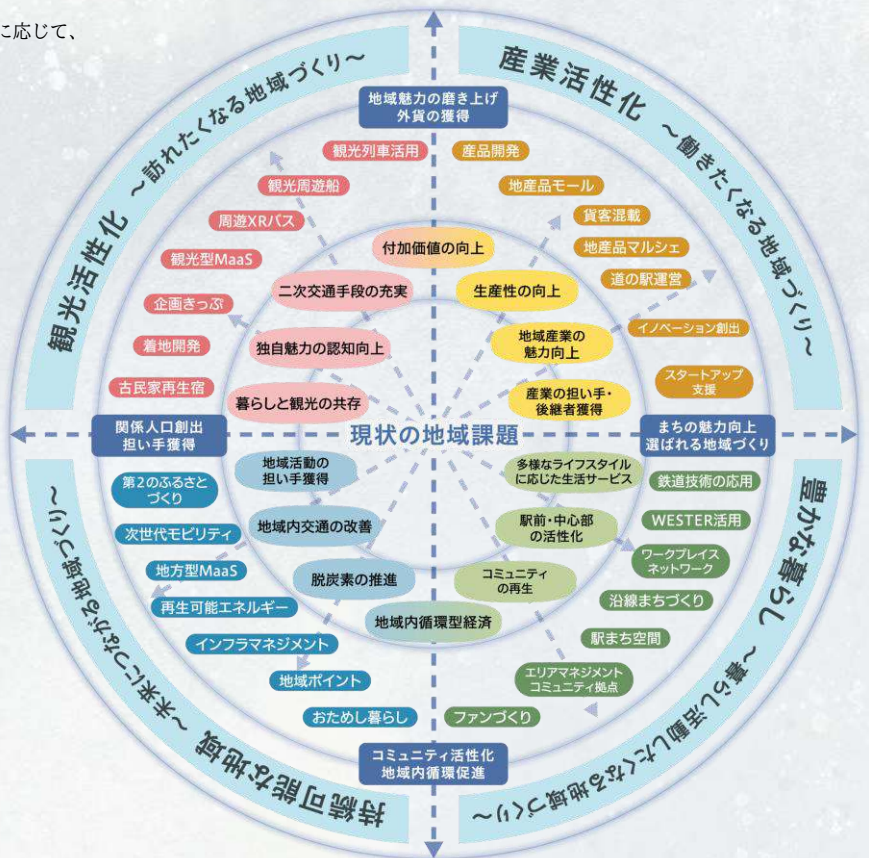 に応じて、
観光活性化 ～訪れたくなる地域づくり～
産業活性化 ～働きたくなる地域づくり～
地域魅力の磨き上げ
外貨の獲得
観光列車活用
産品開発
観光周遊船
地産品モール
周遊XRバス
貨客混載
観光型MaaS
地産品マルシェ
道の駅運営
企画きっぷ
イノベーション創出
着地開発
スタートアップ
支援
古民家再生宿
付加価値の向上
二次交通手段の充実
生産性の向上
独自魅力の認知向上
地域産業の
魅力向上
暮らしと観光の共存
産業の担い手・
後継者獲得
関係人口創出
担い手獲得
現状の地域課題
まちの魅力向上
選ばれる地域づくり
地域活動の
担い手獲得
多様なライフスタイル
に応じた生活サービス
地域内交通の改善
駅前・中心部
の活性化
脱炭素の推進
コミュニティ
の再生
地域内循環型経済
第2のふるさと
づくり
鉄道技術の応用
次世代モビリティ
WESTER活用
地方型MaaS
ワークプレイス
ネットワーク
再生可能エネルギー
沿線まちづくり
インフラマネジメント
駅まち空間
地域ポイント
エリアマネジメント
コミュニティ拠点
おためし暮らし
ファンづくり
コミュニティ活性化
地域内循環促進
持続可能な地域 ～未来につながる地域づくり～
豊かな暮らし ～暮らし活動したくなる地域づくり～